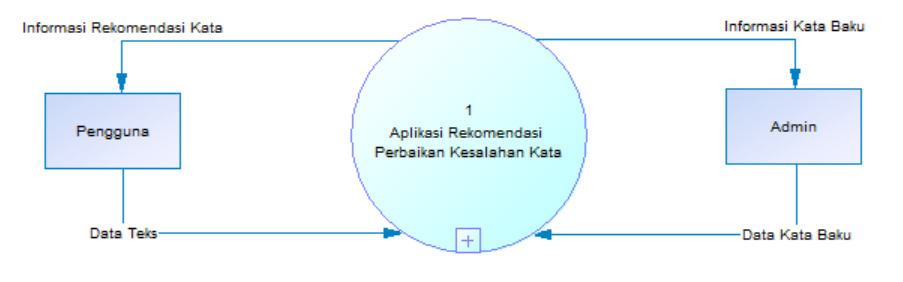 Informasi Rekomendasi Kata
Informasi Kata Baku
Pengguna
1
Aplikasi Rekomendasi
Perbaikan Kesalahan Kata
Admin
Data Teks
Data Kata Baku